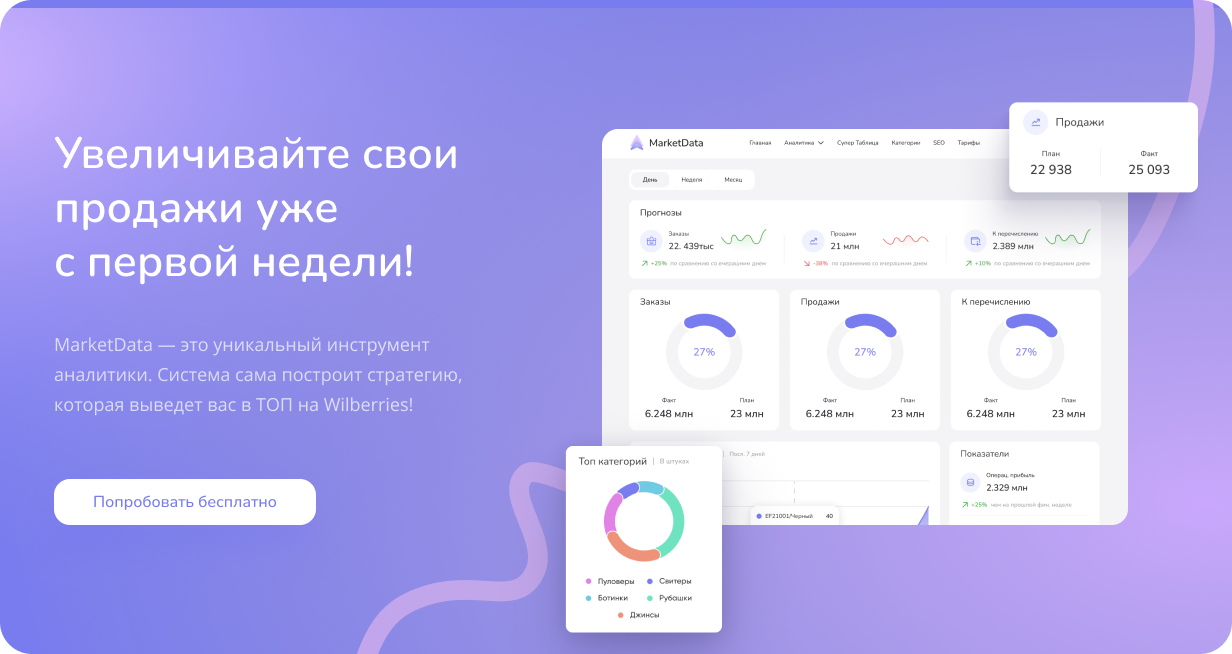 Увеличивайте свои
продажи уже
с первой недели!
MarketData — это уникальный инструмент
аналитики. Система сама построит стратегию,
которая выведет вас в ТОП на Wilberries!
Попробовать бесплатно
MarketData
Главная Аналитика Супер Таблица Категории SEO Тарифы
Продажи
План Факт
22 938 25 093
День Неделя Месяц
Прогнозы
Заказы
22. 439тыс
+25% по сравнению со вчерашним днем
Продажи
21 млн
-38% по сравнению со вчерашним днем
К перечислению
2.389 млн
+10% по сравнению со вчерашним днем
Заказы
27%
Факт План
6.248 млн 23 млн
Продажи
27%
Факт План
6.248 млн 23 млн
К перечислению
27%
Факт План
6.248 млн 23 млн
| Посл. 7 дней
EF21001/Черный 40
Показатели
Операц. прибыль
2.329 млн
+25% чем на прошлой фин. неделе
Топ категорий | В штуках
Пуловеры Свитеры
Ботинки Рубашки
Джинсы